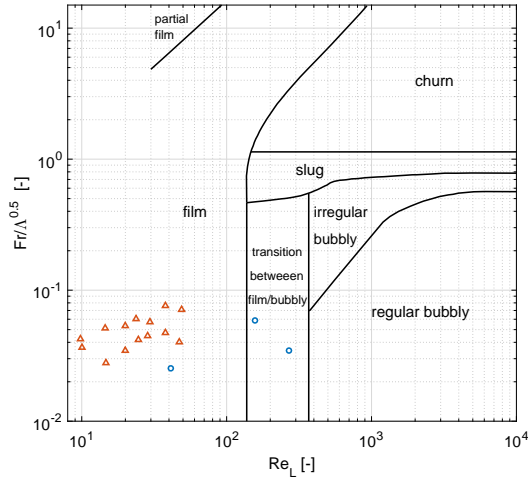 partial
film
churn
slug
film
irregular
bubbly
transition
betweeen
film/bubbly
regular bubbly
Fr/Λ^0.5 [-]
10^1
10^0
10^-1
10^-2
10^1
10^2
10^3
10^4
Re_L [-]